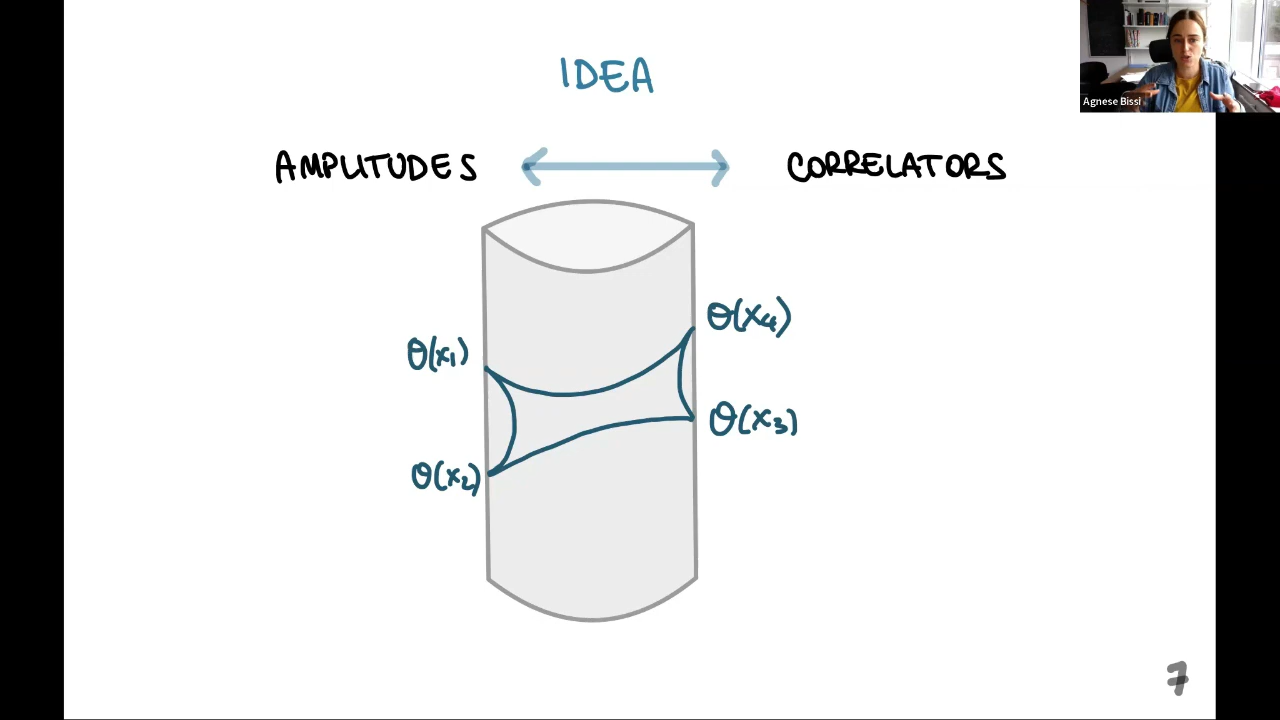 IDEA
Agnese Bissi
AMPLITUDES
CORRELATORS
O(x1)
O(x4)
O(x2)
O(x3)
7